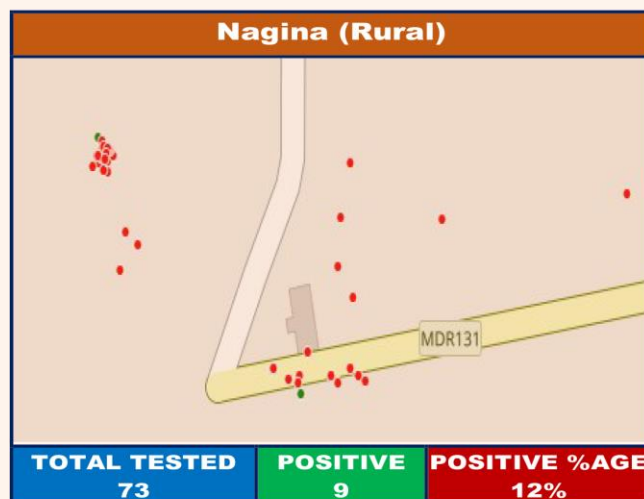 Nagina (Rural)
MDR131
TOTAL TESTED
73
POSITIVE
9
POSITIVE %AGE
12%